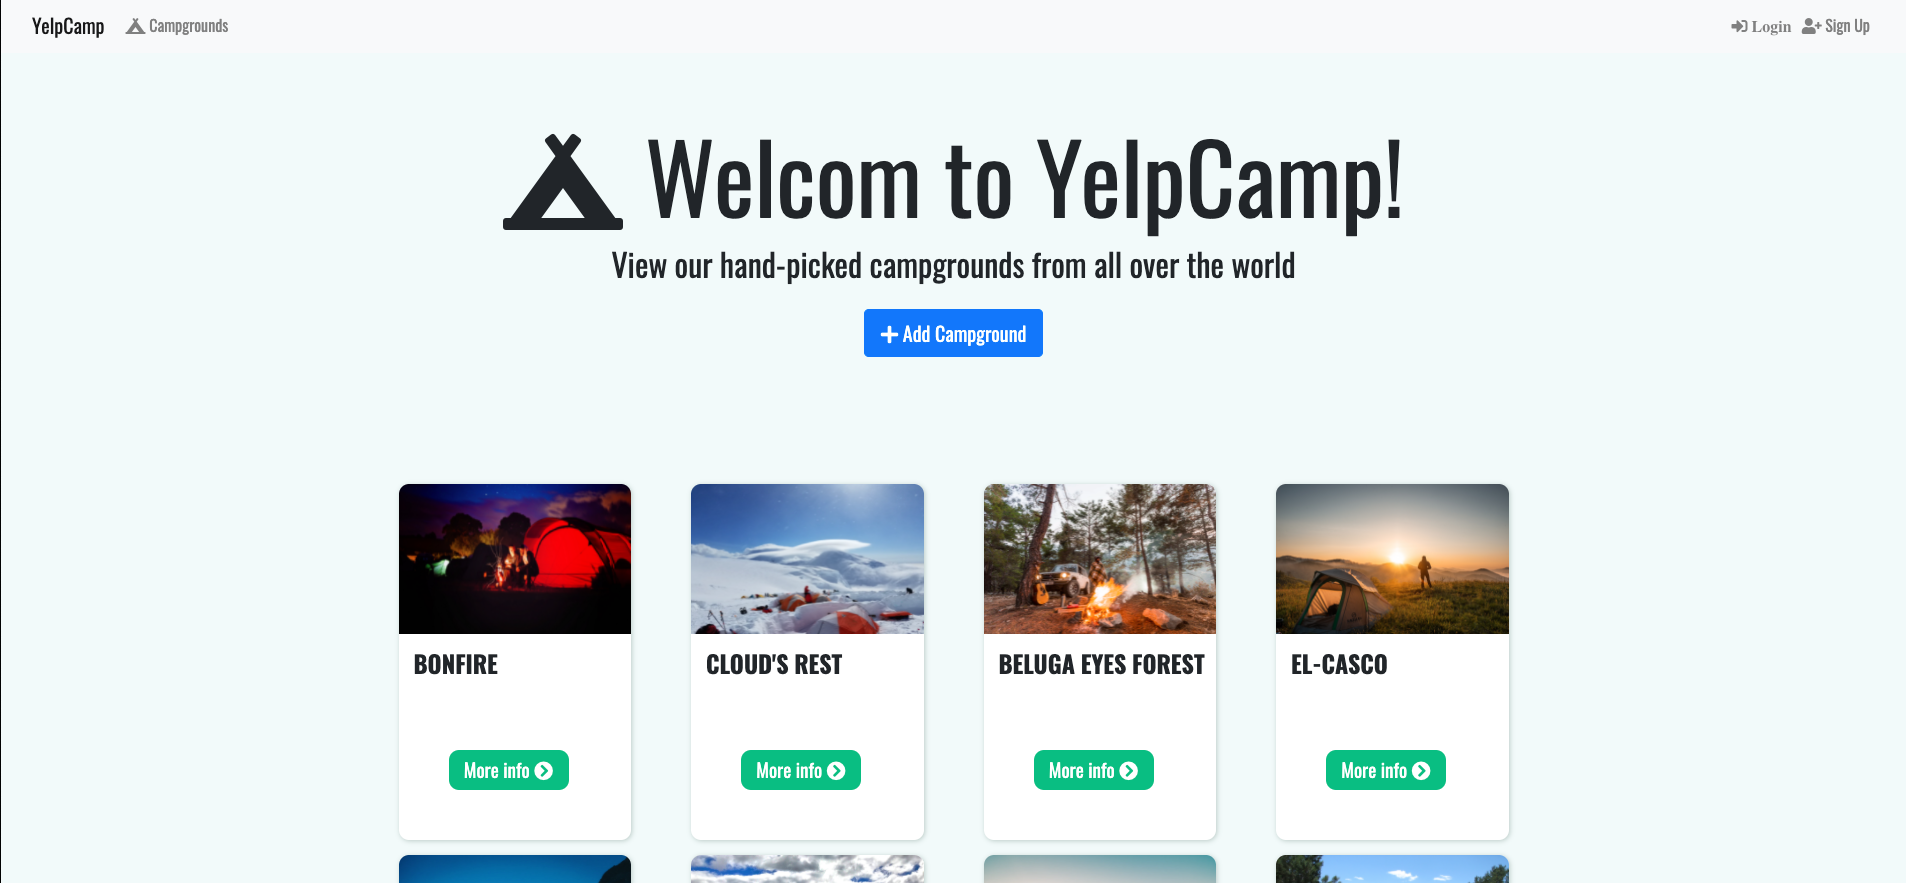 YelpCamp Campgrounds Login Sign Up
Welcom to YelpCamp!
View our hand-picked campgrounds from all over the world
Add Campground
BONFIRE CLOUD'S REST BELUGA EYES FOREST EL-CASCO
More info More info More info More info